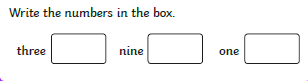 Write the numbers in the box.
three nine one